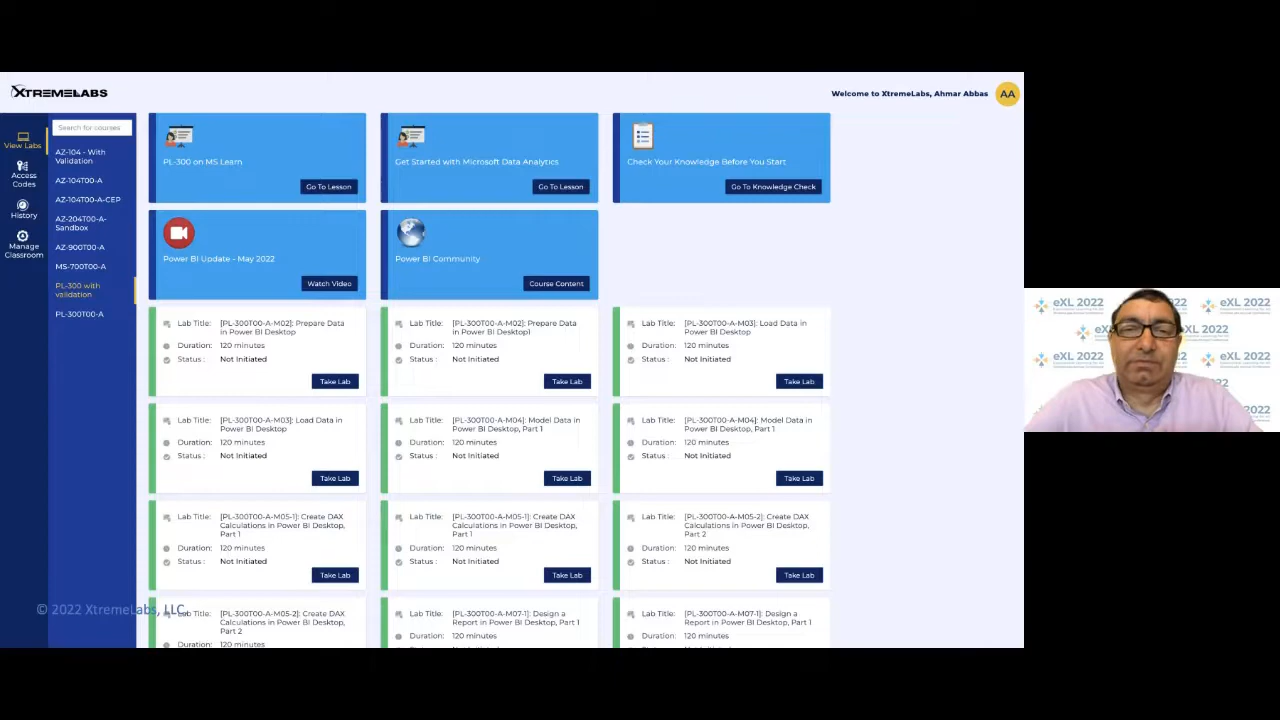 XTREMELABS
Welcome to XtremeLabs, Ahmar Abbas
AA
View Labs
Access
Codes
History
Manage
Classroom
Search for courses
AZ-104 - With
Validation
AZ-104T00-A
AZ-104T00-A-CEP
AZ-204T00-A-
Sandbox
AZ-900T00-A
MS-700T00-A
PL-300 with
validation
PL-300T00-A
PL-300 on MS Learn
Go To Lesson
Get Started with Microsoft Data Analytics
Go To Lesson
Check Your Knowledge Before You Start
Go To Knowledge Check
Power BI Update - May 2022
Watch Video
Power BI Community
Course Content
Lab Title: [PL-300T00-A-M02]: Prepare Data
in Power BI Desktop
Duration: 120 minutes
Status : Not Initiated
Take Lab
Lab Title: [PL-300T00-A-M02]: Prepare Data
in Power BI Desktop
Duration: 120 minutes
Status : Not Initiated
Take Lab
Lab Title: [PL-300T00-A-M03]: Load Data in
Power BI Desktop
Duration: 120 minutes
Status : Not Initiated
Take Lab
Lab Title: [PL-300T00-A-M03]: Load Data in
Power BI Desktop
Duration: 120 minutes
Status : Not Initiated
Take Lab
Lab Title: [PL-300T00-A-M04]: Model Data in
Power BI Desktop, Part 1
Duration: 120 minutes
Status : Not Initiated
Take Lab
Lab Title: [PL-300T00-A-M04]: Model Data in
Power BI Desktop, Part 1
Duration: 120 minutes
Status : Not Initiated
Take Lab
Lab Title: [PL-300T00-A-M05-1]: Create DAX
Calculations in Power BI Desktop,
Part 1
Duration: 120 minutes
Status : Not Initiated
Take Lab
Lab Title: [PL-300T00-A-M05-1]: Create DAX
Calculations in Power BI Desktop,
Part 1
Duration: 120 minutes
Status : Not Initiated
Take Lab
Lab Title: [PL-300T00-A-M05-2]: Create DAX
Calculations in Power BI Desktop,
Part 2
Duration: 120 minutes
Status : Not Initiated
Take Lab
Lab Title: [PL-300T00-A-M05-2]: Create DAX
Calculations in Power BI Desktop,
Part 2
Duration: 120 minutes
Lab Title: [PL-300T00-A-M07-1]: Design a
Report in Power BI Desktop, Part 1
Duration: 120 minutes
Lab Title: [PL-300T00-A-M07-1]: Design a
Report in Power BI Desktop, Part 1
Duration: 120 minutes
© 2022 XtremeLabs, LLC.
eXL 2022
eXL 2022
eXL 2022
eXL 2022